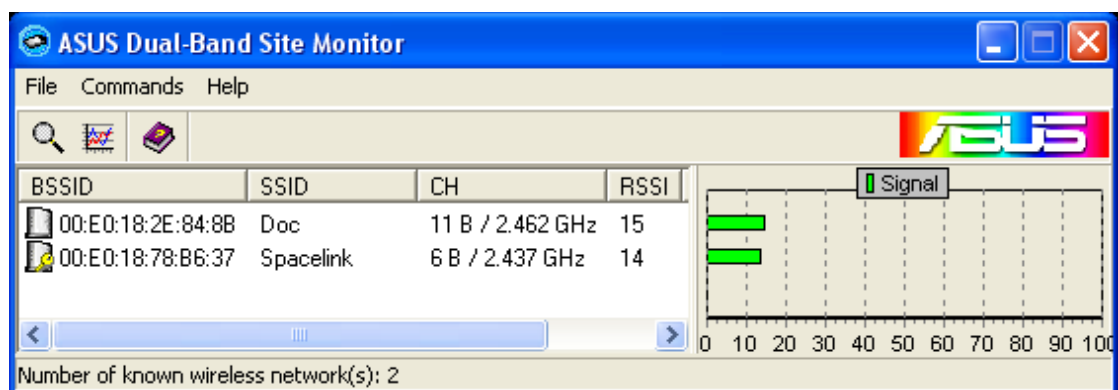 ASUS Dual-Band Site Monitor
File Commands Help
ASUS
BSSID SSID CH RSSI
00:E0:18:2E:84:8B Doc 11 B / 2.462 GHz 15
00:E0:18:78:B6:37 Spacelink 6 B / 2.437 GHz 14
Signal
0 10 20 30 40 50 60 70 80 90 100
Number of known wireless network(s): 2